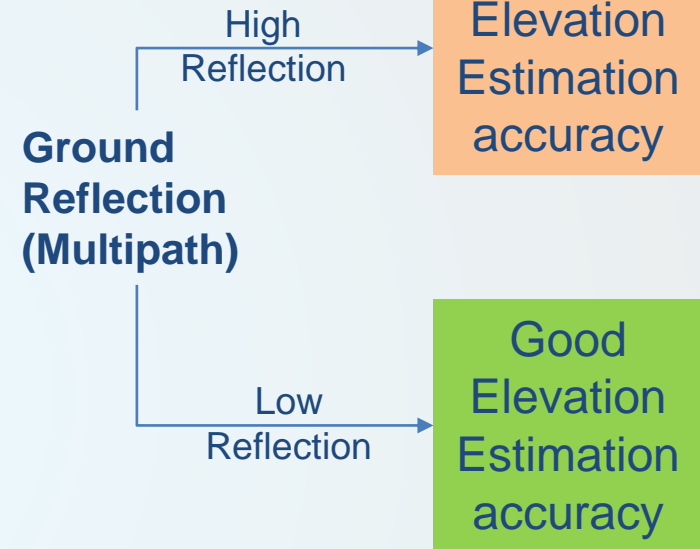 High
Reflection
Elevation
Estimation
accuracy
Ground
Reflection
(Multipath)
Low
Reflection
Good
Elevation
Estimation
accuracy